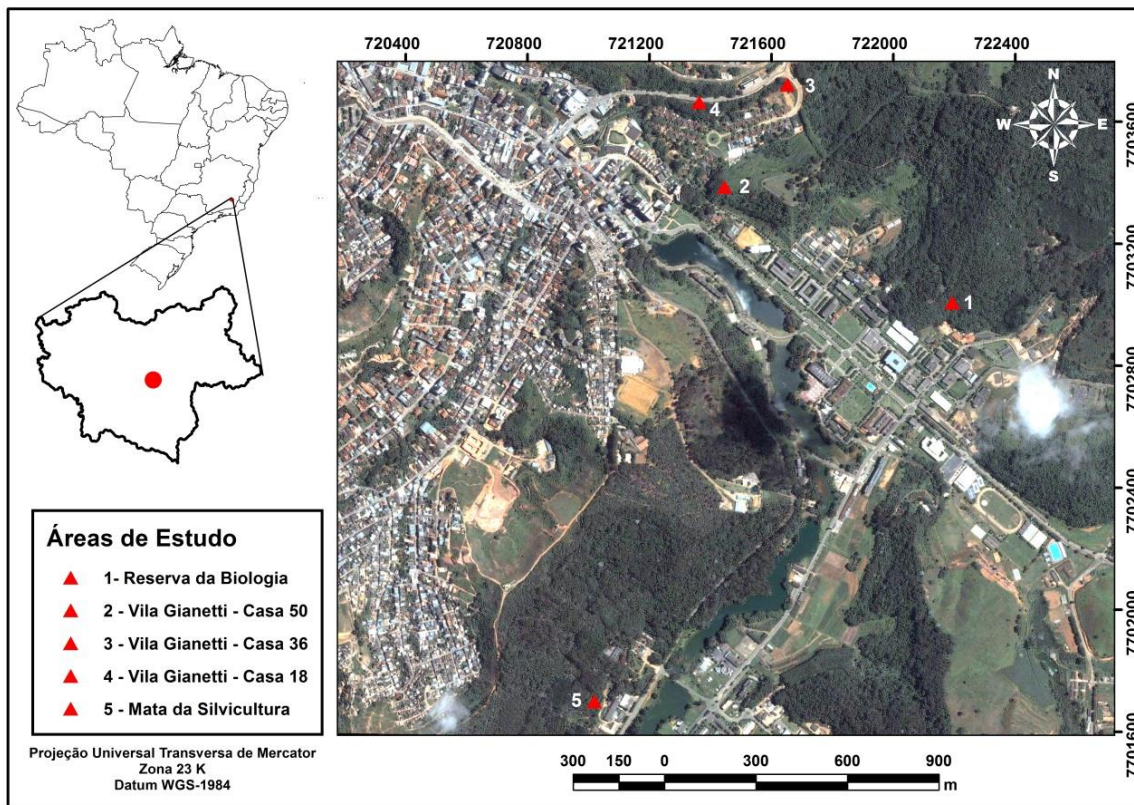 720400 720800 721200 721600 722000 722400
N
W E
S
7703600
7703200
7702800
7702400
7702000
7701600
3
4
2
1
5
Áreas de Estudo
1- Reserva da Biologia
2 - Vila Gianetti - Casa 50
3 - Vila Gianetti - Casa 36
4 - Vila Gianetti - Casa 18
5 - Mata da Silvicultura
Projeção Universal Transversa de Mercator
Zona 23 K
Datum WGS-1984
300 150 0 300 600 900
m